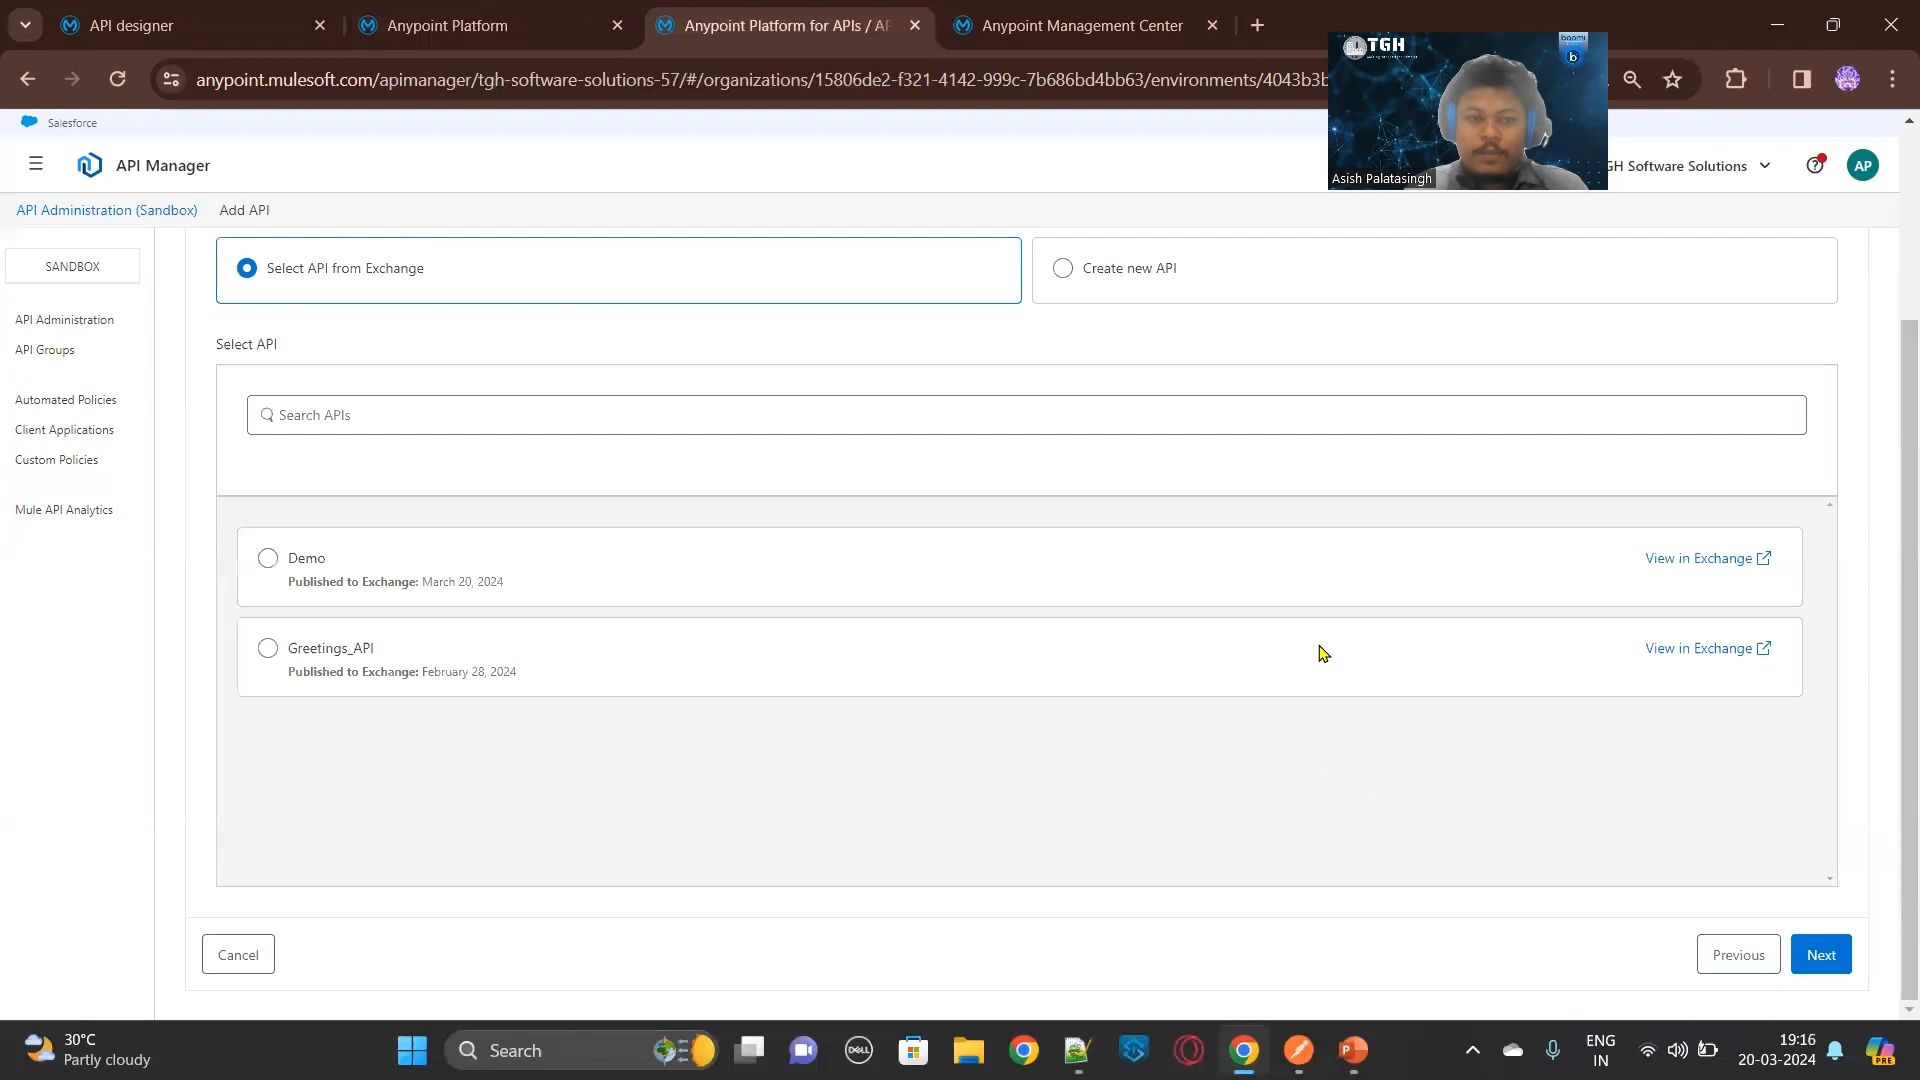 API designer
Anypoint Platform
Anypoint Platform for APIs / AP
Anypoint Management Center
anypoint.mulesoft.com/apimanager/tgh-software-solutions-57/#/organizations/15806de2-f321-4142-999c-7b686bd4bb63/environments/4043b3b
TGH
boomi
b
Asish Palatasingh
Salesforce
API Manager
GH Software Solutions
AP
API Administration (Sandbox)
Add API
SANDBOX
API Administration
API Groups
Automated Policies
Client Applications
Custom Policies
Mule API Analytics
Select API from Exchange
Create new API
Select API
Search APIs
Demo
Published to Exchange: March 20, 2024
View in Exchange
Greetings_API
Published to Exchange: February 28, 2024
View in Exchange
Cancel
Previous
Next
30°C
Partly cloudy
Search
DELL
ENG
IN
19:16
20-03-2024
PRE